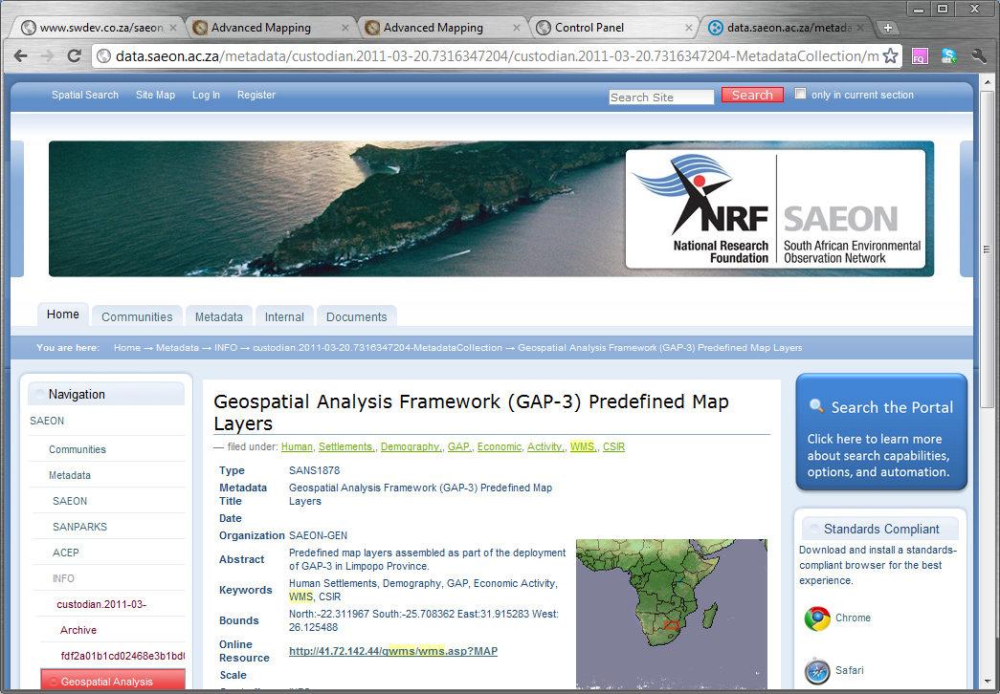 www.swdev.co.za/saeon
Advanced Mapping
Advanced Mapping
Control Panel
data.saeon.ac.za/metada
data.saeon.ac.za/metadata/custodian.2011-03-20.7316347204/custodian.2011-03-20.7316347204-MetadataCollection/m
FQ
Spatial Search Site Map Log In Register
Search Site
Search
only in current section
NRF
National Research
Foundation
SAEON
South African Environmental
Observation Network
Home Communities Metadata Internal Documents
You are here: Home → Metadata → INFO → custodian.2011-03-20.7316347204-MetadataCollection → Geospatial Analysis Framework (GAP-3) Predefined Map Layers
Navigation
SAEON
Communities
Metadata
SAEON
SANPARKS
ACEP
INFO
custodian.2011-03-
Archive
fdf2a01b1cd02468e3b1bd
Geospatial Analysis
Geospatial Analysis Framework (GAP-3) Predefined Map
Layers
— filed under: Human, Settlements,, Demography,, GAP,, Economic, Activity,, WMS,, CSIR
Type SANS1878
Metadata Title Geospatial Analysis Framework (GAP-3) Predefined Map
Layers
Date
Organization SAEON-GEN
Abstract Predefined map layers assembled as part of the deployment
of GAP-3 in Limpopo Province.
Keywords Human Settlements, Demography, GAP, Economic Activity,
WMS, CSIR
Bounds North:-22.311967 South:-25.708362 East:31.915283 West:
26.125488
Online
Resource http://41.72.142.44/qwms/wms.asp?MAP
Scale
Search the Portal
Click here to learn more
about search capabilities,
options, and automation.
Standards Compliant
Download and install a standards-
compliant browser for the best
experience.
Chrome
Safari